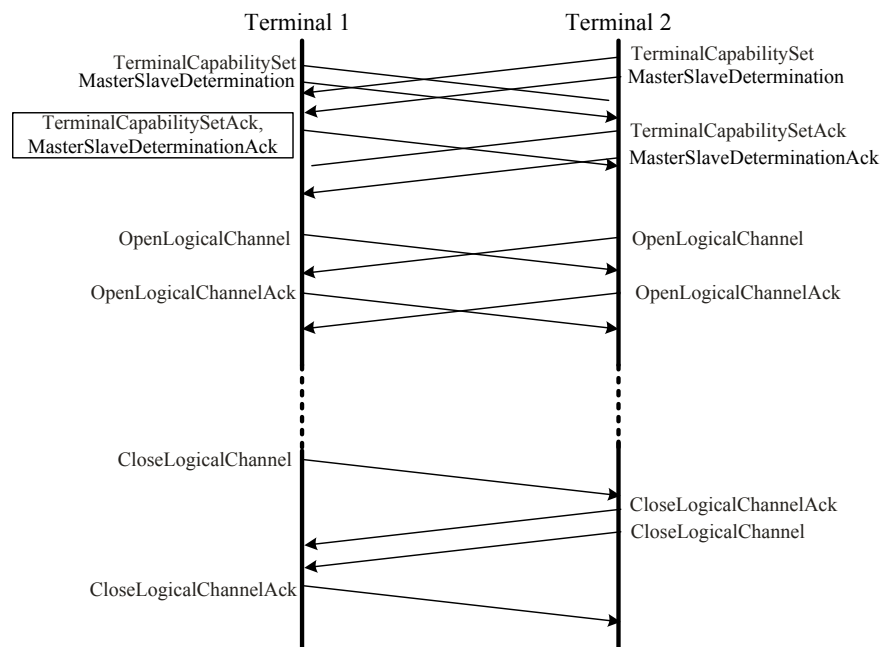 Terminal 1
Terminal 2
TerminalCapabilitySet
MasterSlaveDetermination
TerminalCapabilitySet
MasterSlaveDetermination
TerminalCapabilitySetAck,
MasterSlaveDeterminationAck
TerminalCapabilitySetAck
MasterSlaveDeterminationAck
OpenLogicalChannel
OpenLogicalChannel
OpenLogicalChannelAck
OpenLogicalChannelAck
CloseLogicalChannel
CloseLogicalChannelAck
CloseLogicalChannel
CloseLogicalChannelAck